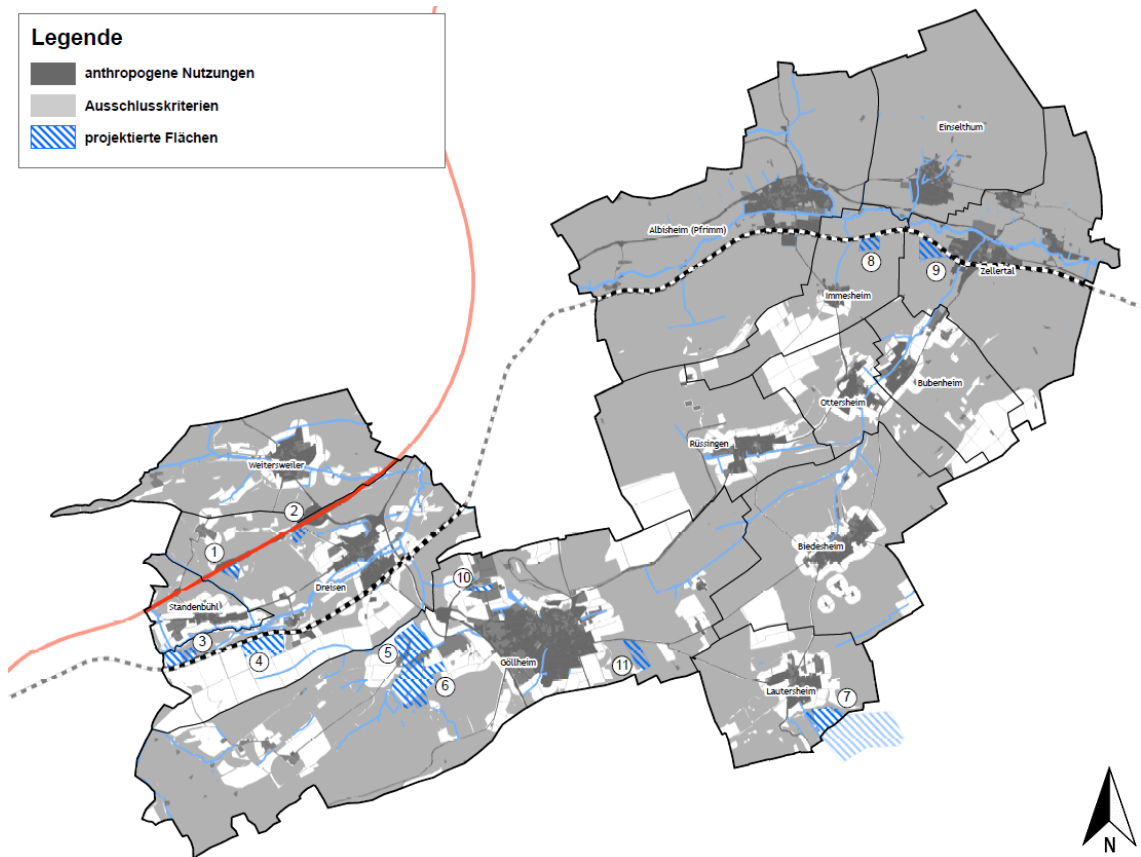 Legende
anthropogene Nutzungen
Ausschlusskriterien
projektierte Flächen
Einselthum
Albisheim (Pfrimm)
8
9
Zellertal
Immesheim
Bubenheim
Ottersheim
Rüssingen
Weitersweiler
2
1
Biedesheim
10
Dreisen
Standenbühl
3
4
5
6
Göllheim
11
Lautersheim
7
N